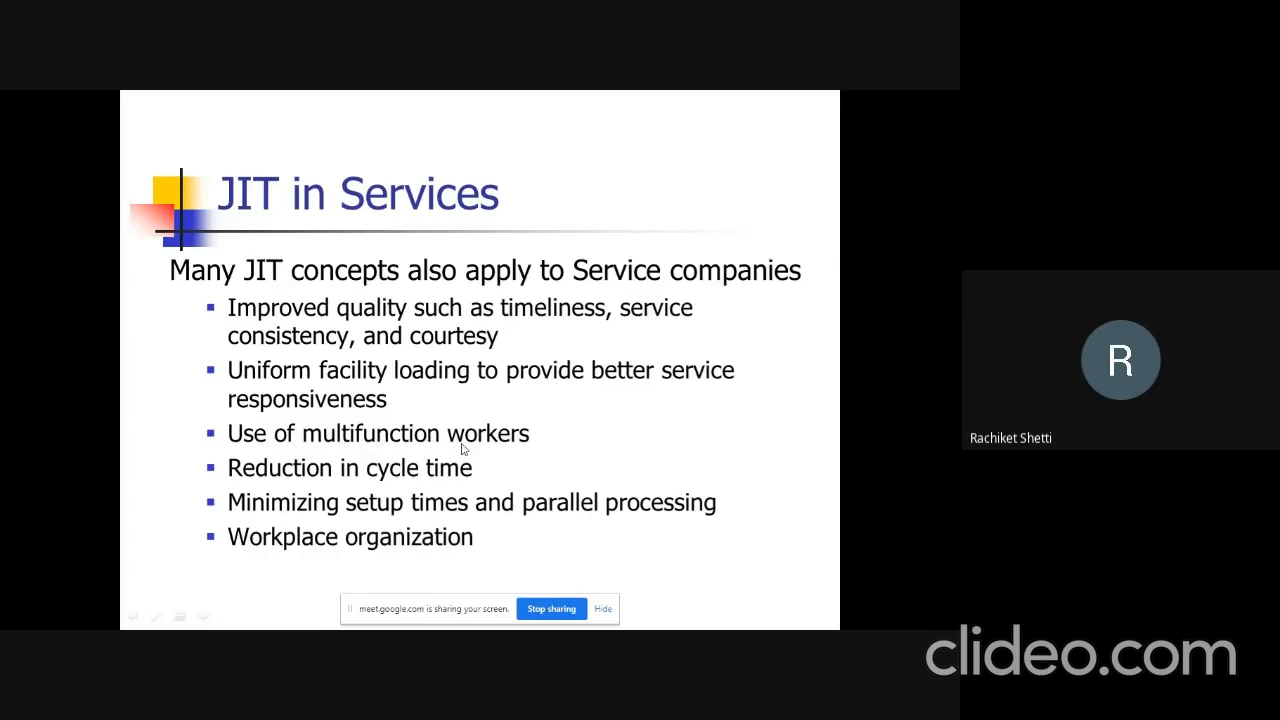 JIT in Services
Many JIT concepts also apply to Service companies
Improved quality such as timeliness, service
consistency, and courtesy
Uniform facility loading to provide better service
responsiveness
Use of multifunction workers
Reduction in cycle time
Minimizing setup times and parallel processing
Workplace organization
meet.google.com is sharing your screen.
Stop sharing
Hide
R
Rachiket Shetti
clideo.com